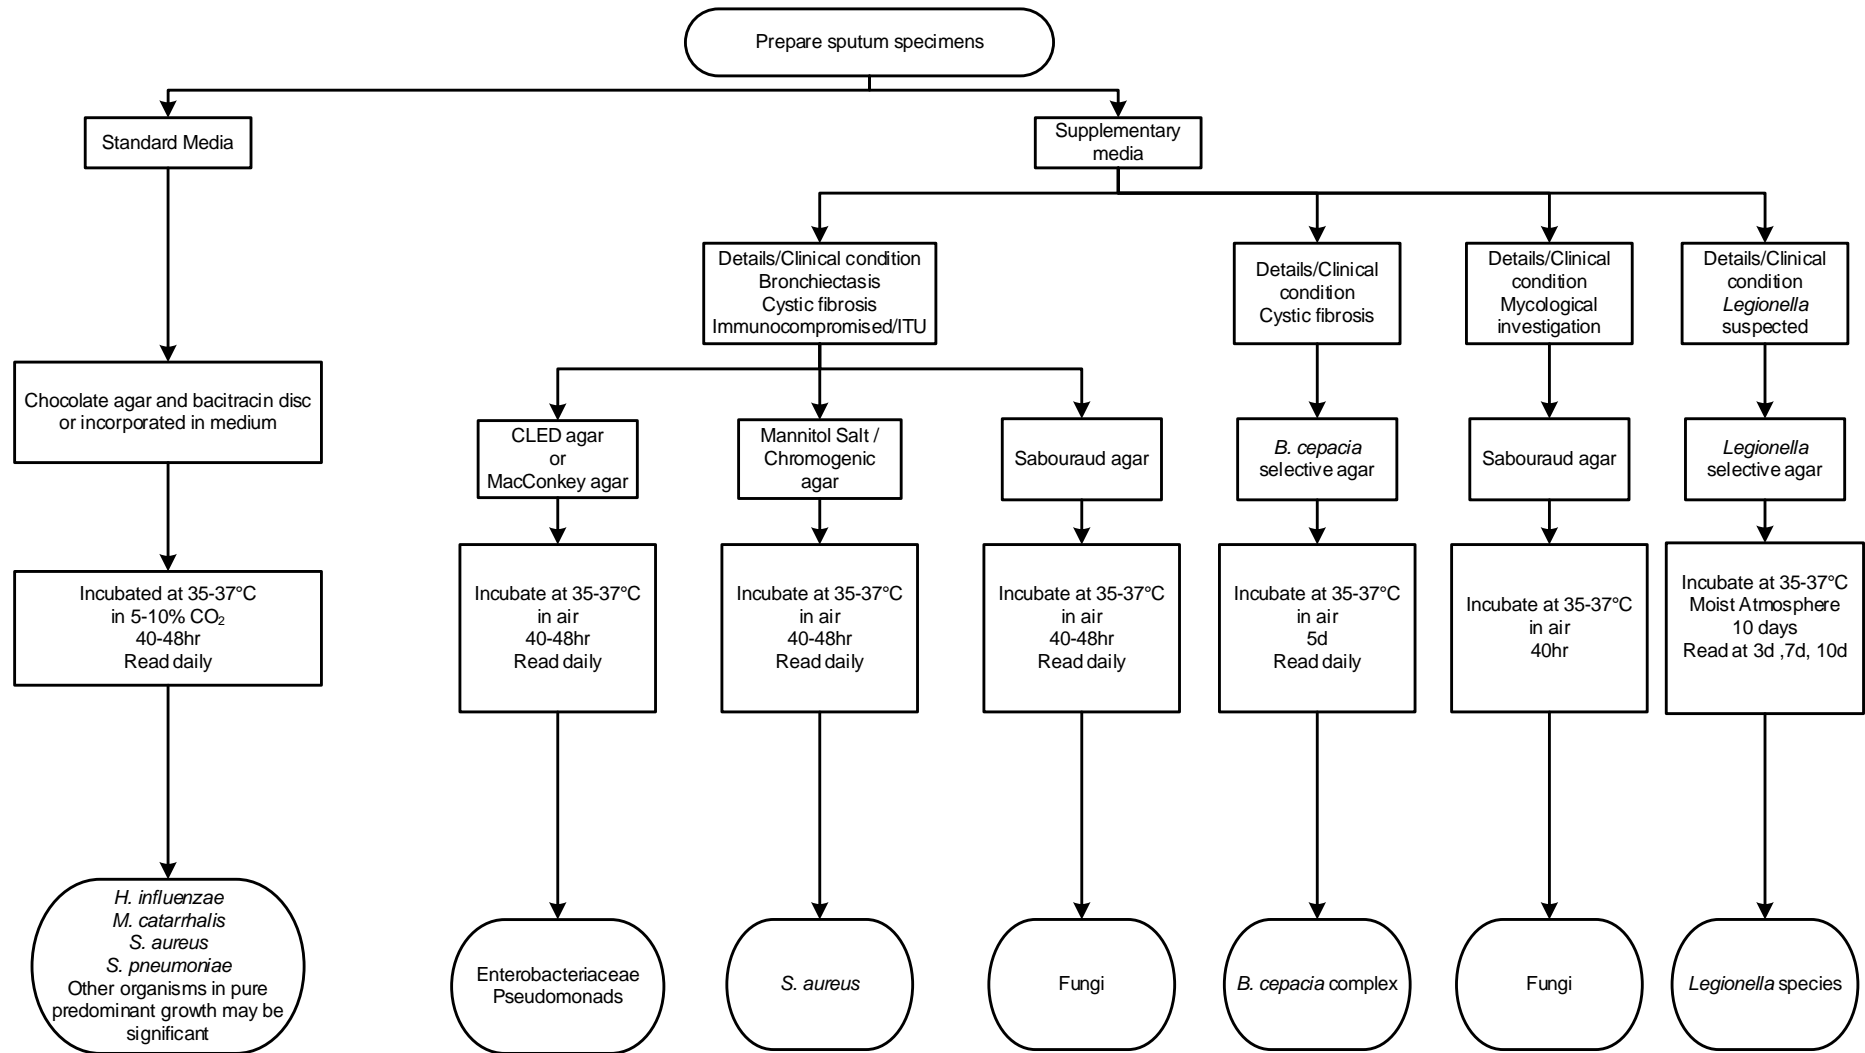 Prepare sputum specimens
Standard Media
Supplementary
media
Details/Clinical condition
Bronchiectasis
Cystic fibrosis
Immunocompromised/ITU
Details/Clinical
condition
Cystic fibrosis
Details/Clinical
condition
Mycological
investigation
Details/Clinical
condition
Legionella
suspected
Chocolate agar and bacitracin disc
or incorporated in medium
CLED agar
or
MacConkey agar
Mannitol Salt /
Chromogenic
agar
Sabouraud agar
B. cepacia
selective agar
Sabouraud agar
Legionella
selective agar
Incubated at 35-37°C
in 5-10% CO₂
40-48hr
Read daily
Incubate at 35-37°C
in air
40-48hr
Read daily
Incubate at 35-37°C
in air
40-48hr
Read daily
Incubate at 35-37°C
in air
40-48hr
Read daily
Incubate at 35-37°C
in air
5d
Read daily
Incubate at 35-37°C
in air
40hr
Incubate at 35-37°C
Moist Atmosphere
10 days
Read at 3d ,7d, 10d
H. influenzae
M. catarrhalis
S. aureus
S. pneumoniae
Other organisms in pure
predominant growth may be
significant
Enterobacteriaceae
Pseudomonads
S. aureus
Fungi
B. cepacia complex
Fungi
Legionella species